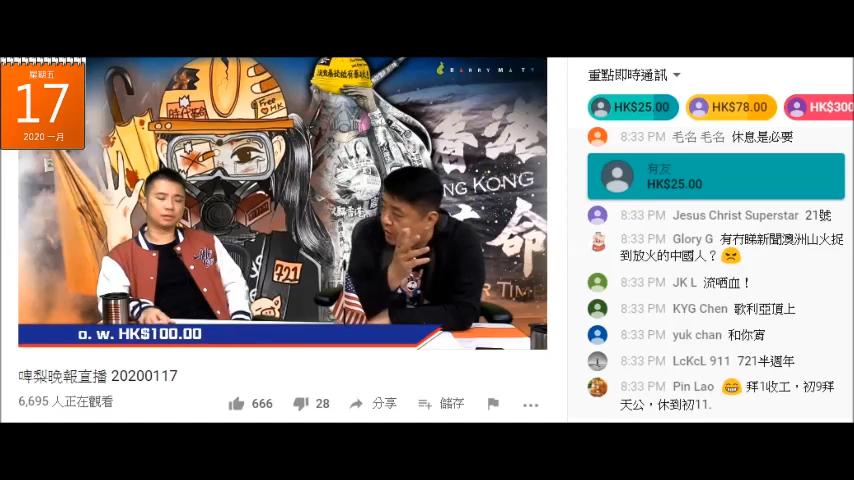 星期五
17
2020 一月
時代革命
Free
♥HK
BARRYMATT
香港
NG KONG
命
R TIMES
721
o. w. HK$100.00
啤梨晚報直播 20200117
6,695 人正在觀看
666
28
分享
儲存
重點即時通訊
HK$25.00
HK$78.00
HK$300
8:33 PM 毛名 毛名 休息是必要
有友
HK$25.00
8:33 PM Jesus Christ Superstar 21號
8:33 PM Glory G 有冇睇新聞澳洲山火捉
到放火的中國人？😠
8:33 PM JK L 流哂血！
8:33 PM KYG Chen 歌利亞頂上
8:33 PM yuk chan 和你宵
8:33 PM LcKcL 911 721半週年
8:33 PM Pin Lao 😁 拜1收工，初9拜
天公，休到初11.